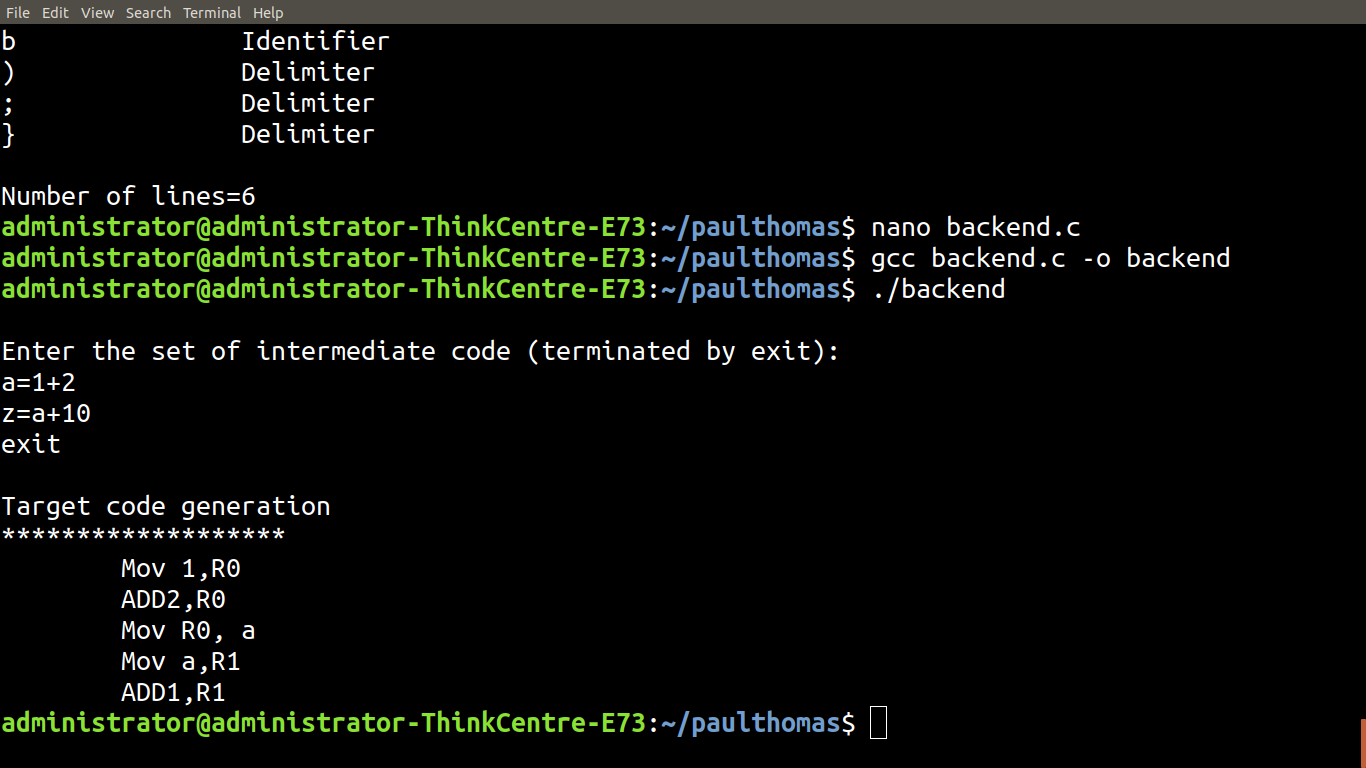 File Edit View Search Terminal Help
b Identifier
) Delimiter
; Delimiter
} Delimiter
Number of lines=6
administrator@administrator-ThinkCentre-E73:~/paulthomas$ nano backend.c
administrator@administrator-ThinkCentre-E73:~/paulthomas$ gcc backend.c -o backend
administrator@administrator-ThinkCentre-E73:~/paulthomas$ ./backend
Enter the set of intermediate code (terminated by exit):
a=1+2
z=a+10
exit
Target code generation
*******************
Mov 1,R0
ADD2,R0
Mov R0, a
Mov a,R1
ADD1,R1
administrator@administrator-ThinkCentre-E73:~/paulthomas$